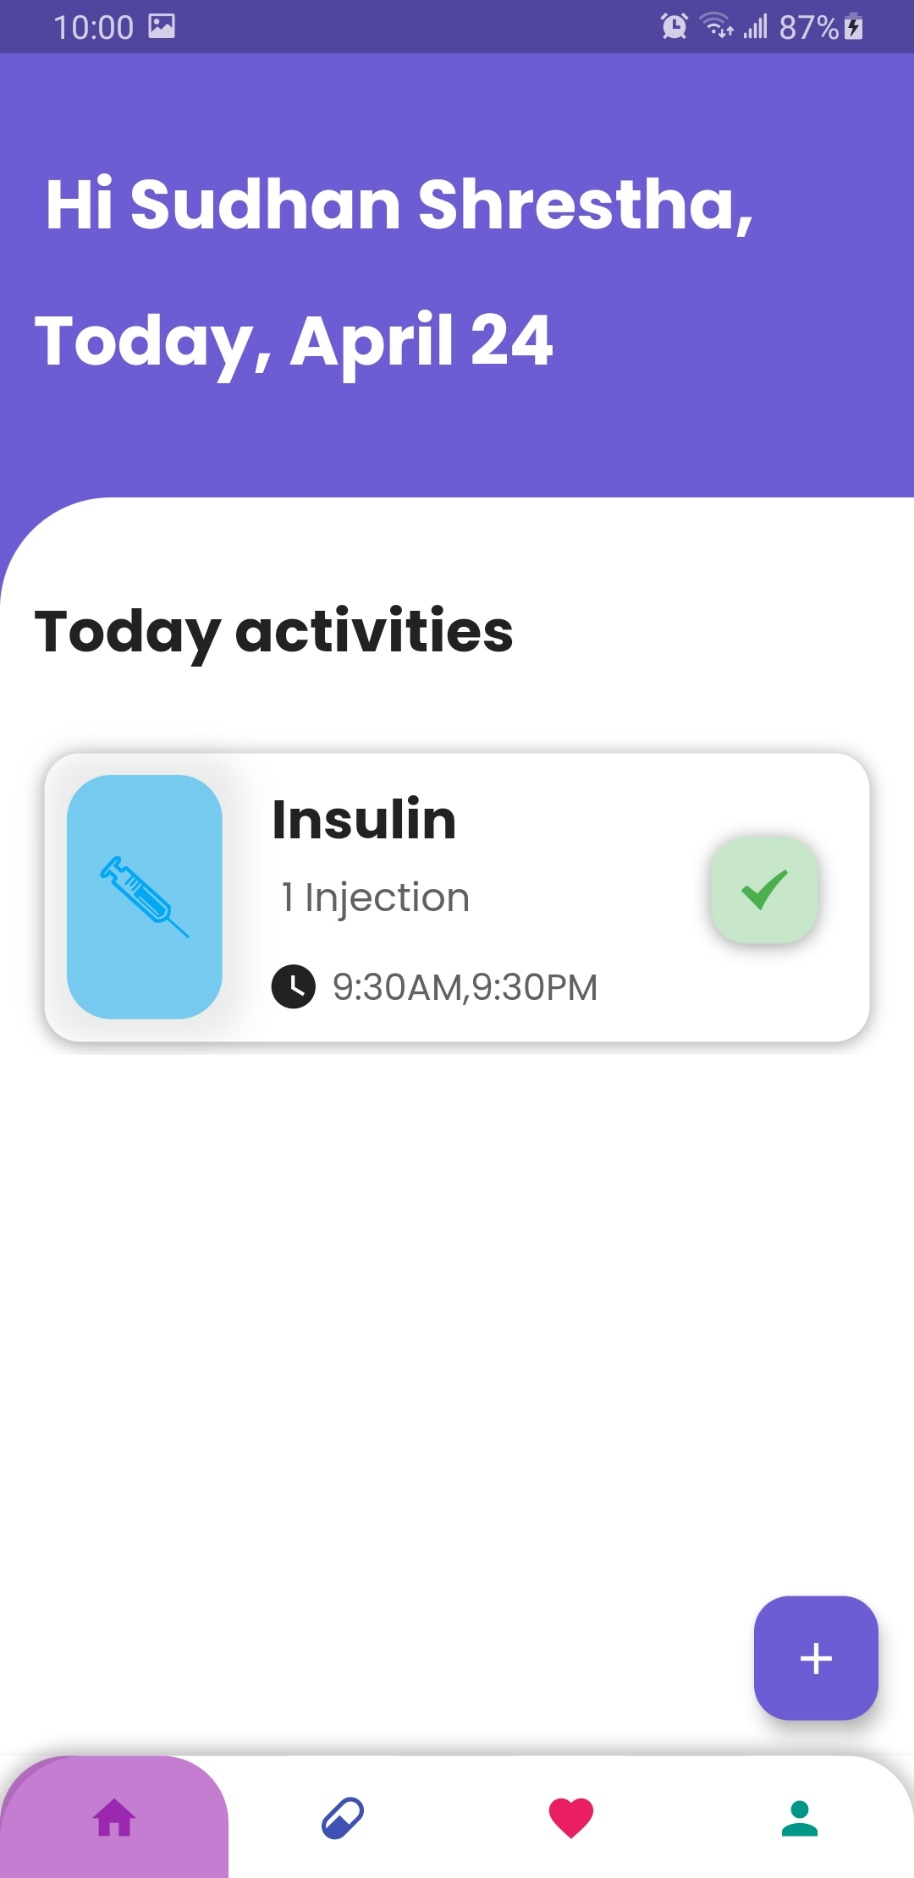 10:00 87%
Hi Sudhan Shrestha,
Today, April 24
Today activities
Insulin
1 Injection
9:30AM,9:30PM